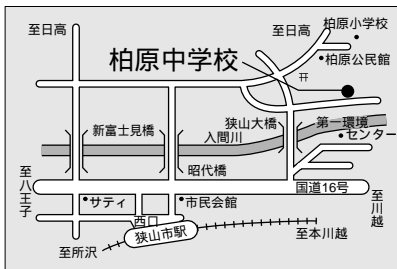 柏原小学校
至日高
至日高
柏原公民館
柏原中学校
新富士見橋
狭山大橋
入間川
第一環境
センター
昭代橋
至八王子
国道16号
至川越
サティ
市民会館
西口
狭山市駅
至所沢
至本川越